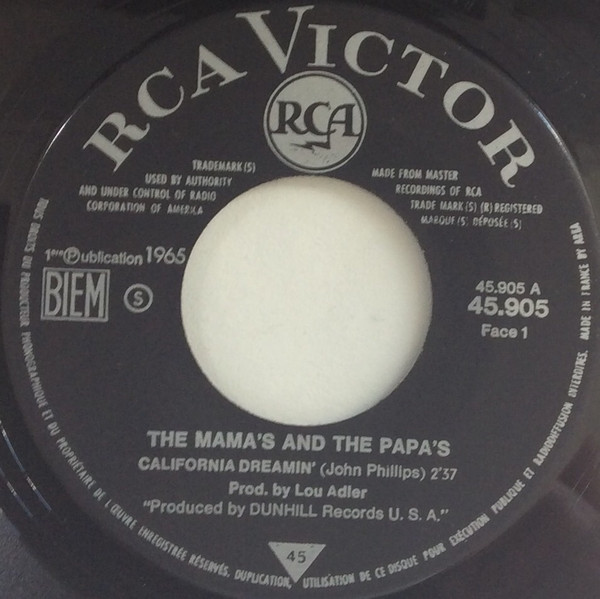 RCA VICTOR
RCA
TRADEMARK(S)
USED BY AUTHORITY
AND UNDER CONTROL OF RADIO
CORPORATION OF AMERICA
MADE FROM MASTER
RECORDINGS OF RCA
TRADE MARK(S) (R) REGISTERED
MARQUE(S) DÉPOSÉE(S)
1ère Ⓟublication 1965
BIEM
S
45.905 A
45.905
Face 1
THE MAMA'S AND THE PAPA'S
CALIFORNIA DREAMIN' (John Phillips) 2'37
Prod. by Lou Adler
"Produced by DUNHILL Records U. S. A."
45
TOUS DROITS DU PRODUCTEUR PHONOGRAPHIQUE ET DU PROPRIÉTAIRE DE L'ŒUVRE ENREGISTRÉE RÉSERVÉS. DUPLICATION, UTILISATION DE CE DISQUE POUR EXÉCUTION PUBLIQUE ET RADIODIFFUSION INTERDITES. MADE IN FRANCE BY AREA